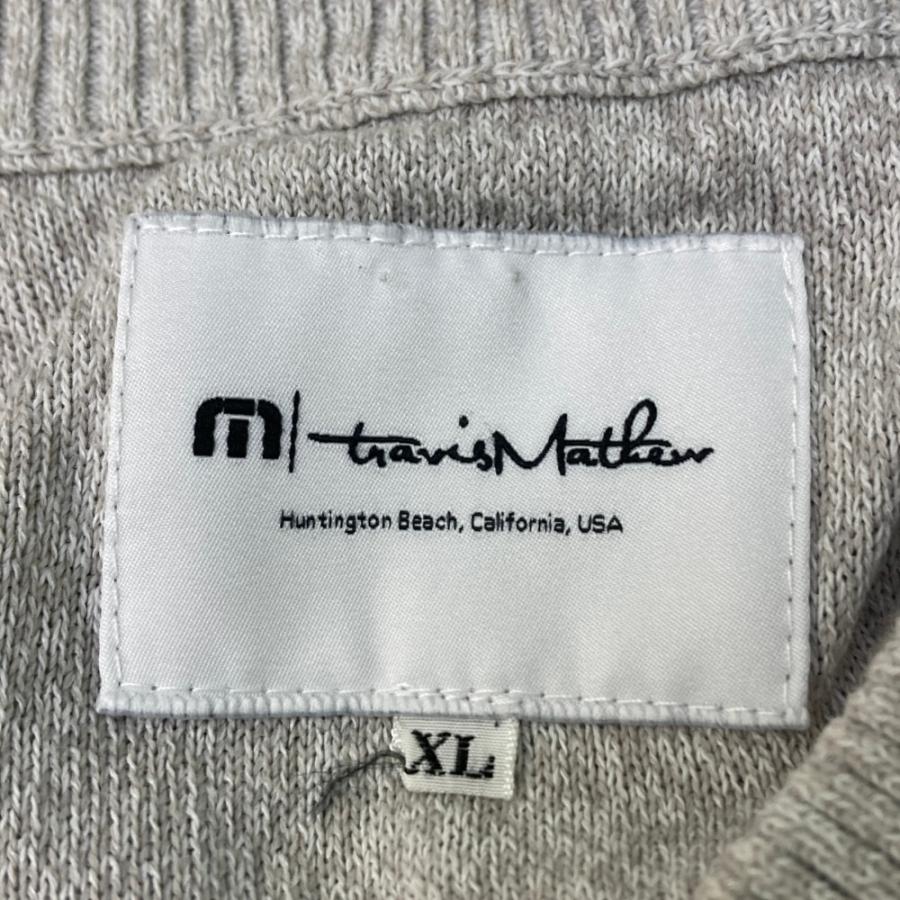 travisMathew
Huntington Beach, California, USA
XL